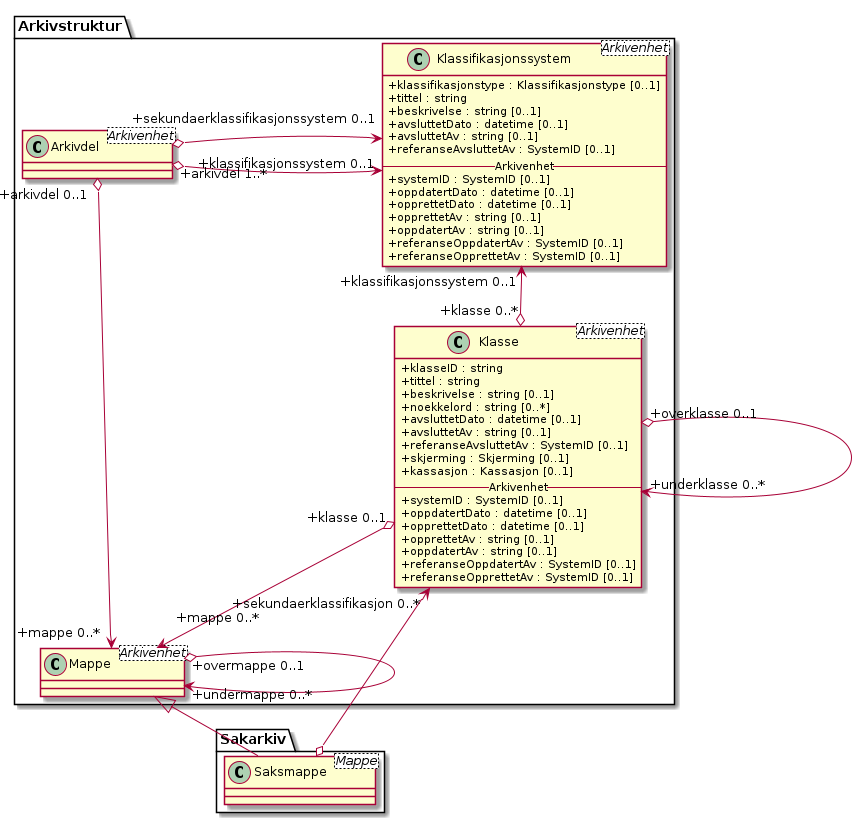 Arkivstruktur
Arkivenhet
C Klassifikasjonssystem
+klassifikasjonstype : Klassifikasjonstype [0..1]
+tittel : string
+beskrivelse : string [0..1]
+avsluttetDato : datetime [0..1]
+avsluttetAv : string [0..1]
+referanseAvsluttetAv : SystemID [0..1]
Arkivenhet
+systemID : SystemID [0..1]
+oppdatertDato : datetime [0..1]
+opprettetDato : datetime [0..1]
+opprettetAv : string [0..1]
+oppdatertAv : string [0..1]
+referanseOppdatertAv : SystemID [0..1]
+referanseOpprettetAv : SystemID [0..1]
+sekundaerklassifikasjonssystem 0..1
Arkivenhet
C Arkivdel
+klassifikasjonssystem 0..1
+arkivdel 1..*
+arkivdel 0..1
+klassifikasjonssystem 0..1
+klasse 0..*
Arkivenhet
C Klasse
+klasseID : string
+tittel : string
+beskrivelse : string [0..1]
+noekkelord : string [0..*]
+avsluttetDato : datetime [0..1]
+avsluttetAv : string [0..1]
+referanseAvsluttetAv : SystemID [0..1]
+skjerming : Skjerming [0..1]
+kassasjon : Kassasjon [0..1]
Arkivenhet
+systemID : SystemID [0..1]
+oppdatertDato : datetime [0..1]
+opprettetDato : datetime [0..1]
+opprettetAv : string [0..1]
+oppdatertAv : string [0..1]
+referanseOppdatertAv : SystemID [0..1]
+referanseOpprettetAv : SystemID [0..1]
+overklasse 0..1
+underklasse 0..*
+klasse 0..1
+sekundaerklassifikasjon 0..*
+mappe 0..*
+mappe 0..*
Arkivenhet
C Mappe
+overmappe 0..1
+undermappe 0..*
Sakarkiv
Mappe
C Saksmappe